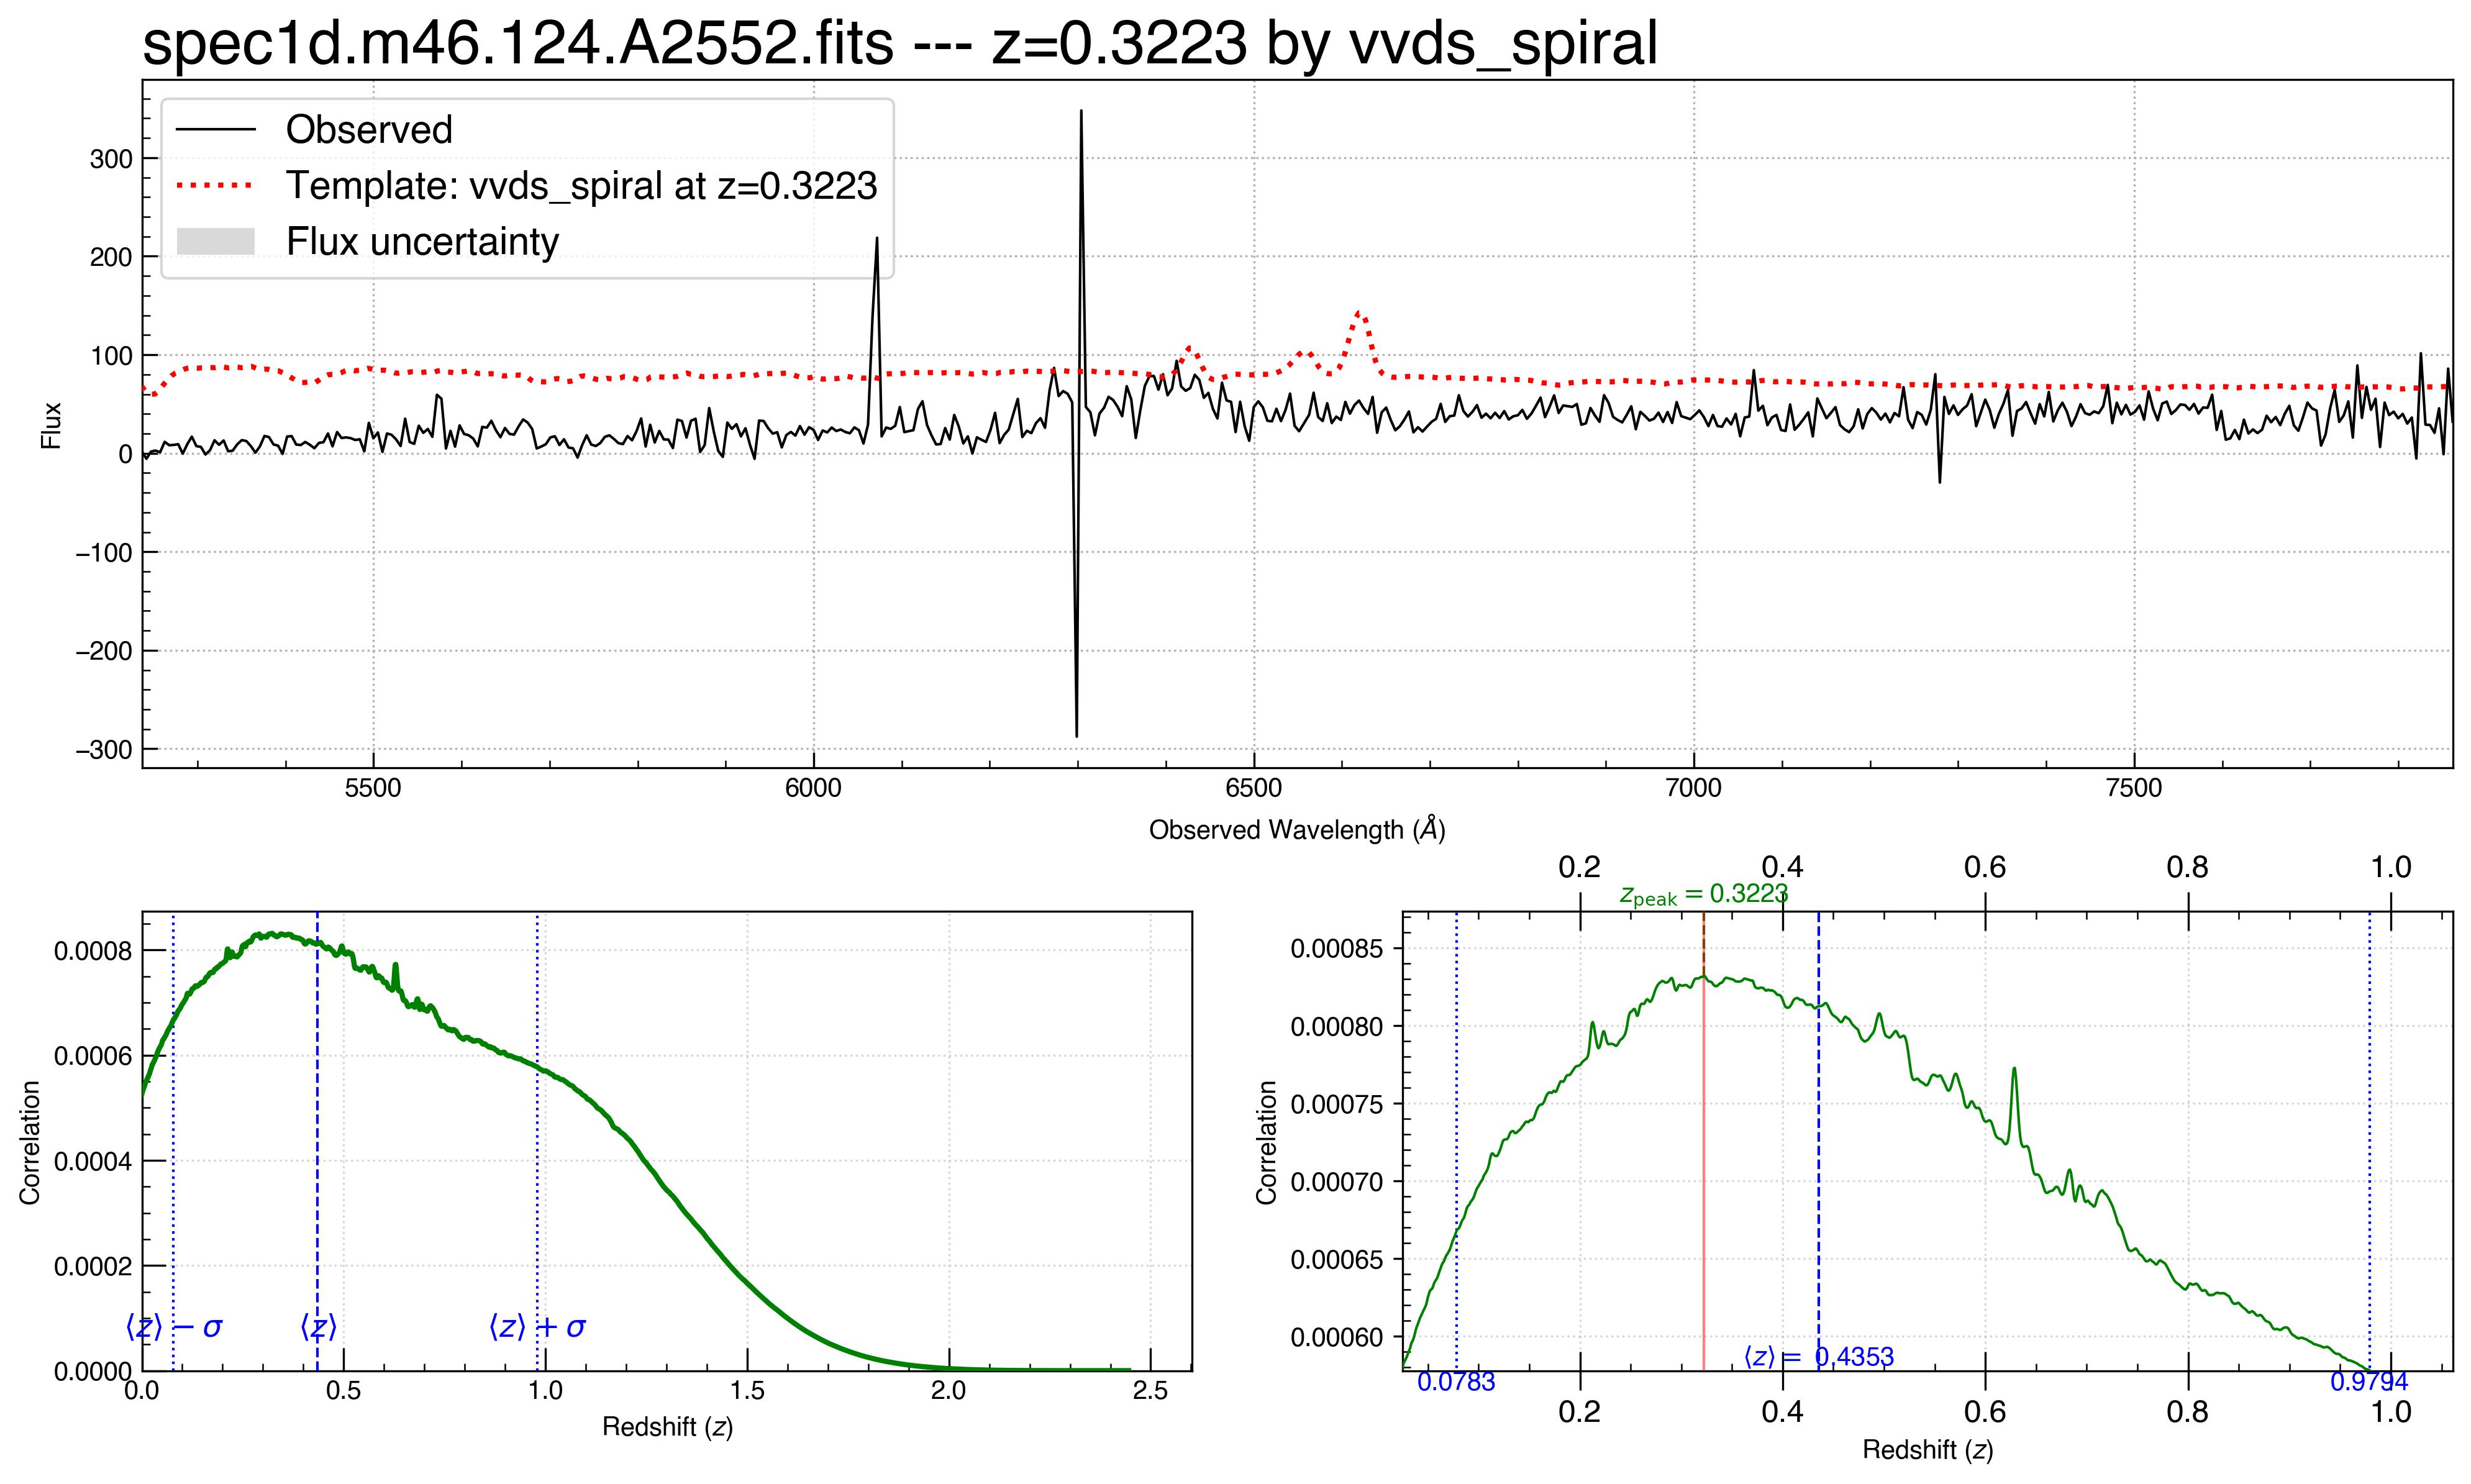 spec1d.m46.124.A2552.fits --- z=0.3223 by vvds_spiral
Observed
Template: vvds_spiral at z=0.3223
Flux uncertainty
Flux
300
200
100
0
−100
−200
−300
5500 6000 6500 7000 7500
Observed Wavelength (Å)
Correlation
0.0008
0.0006
0.0004
0.0002
0.0000
⟨z⟩ − σ ⟨z⟩ ⟨z⟩ + σ
0.0 0.5 1.0 1.5 2.0 2.5
Redshift (z)
0.2 0.4 0.6 0.8 1.0
z_peak = 0.3223
Correlation
0.00085
0.00080
0.00075
0.00070
0.00065
0.00060
⟨z⟩ = 0.4353
0.0783 0.9794
0.2 0.4 0.6 0.8 1.0
Redshift (z)